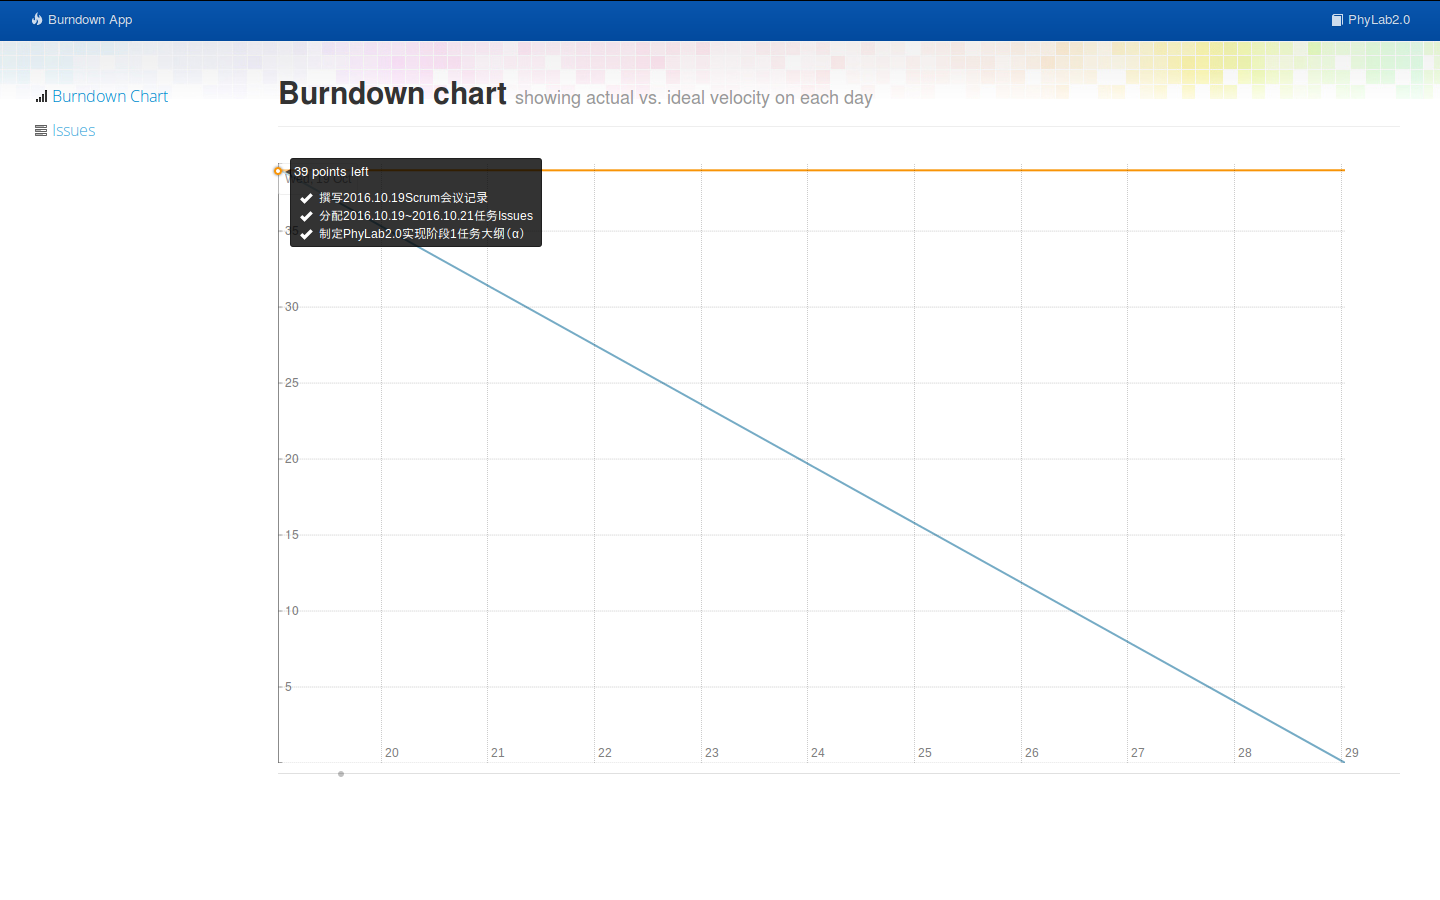 Burndown App
PhyLab2.0
Burndown Chart
Issues
Burndown chart showing actual vs. ideal velocity on each day
39 points left
撰写2016.10.19Scrum会议记录
分配2016.10.19~2016.10.21任务Issues
制定PhyLab2.0实现阶段1任务大纲（α）
35
30
25
20
15
10
5
20
21
22
23
24
25
26
27
28
29